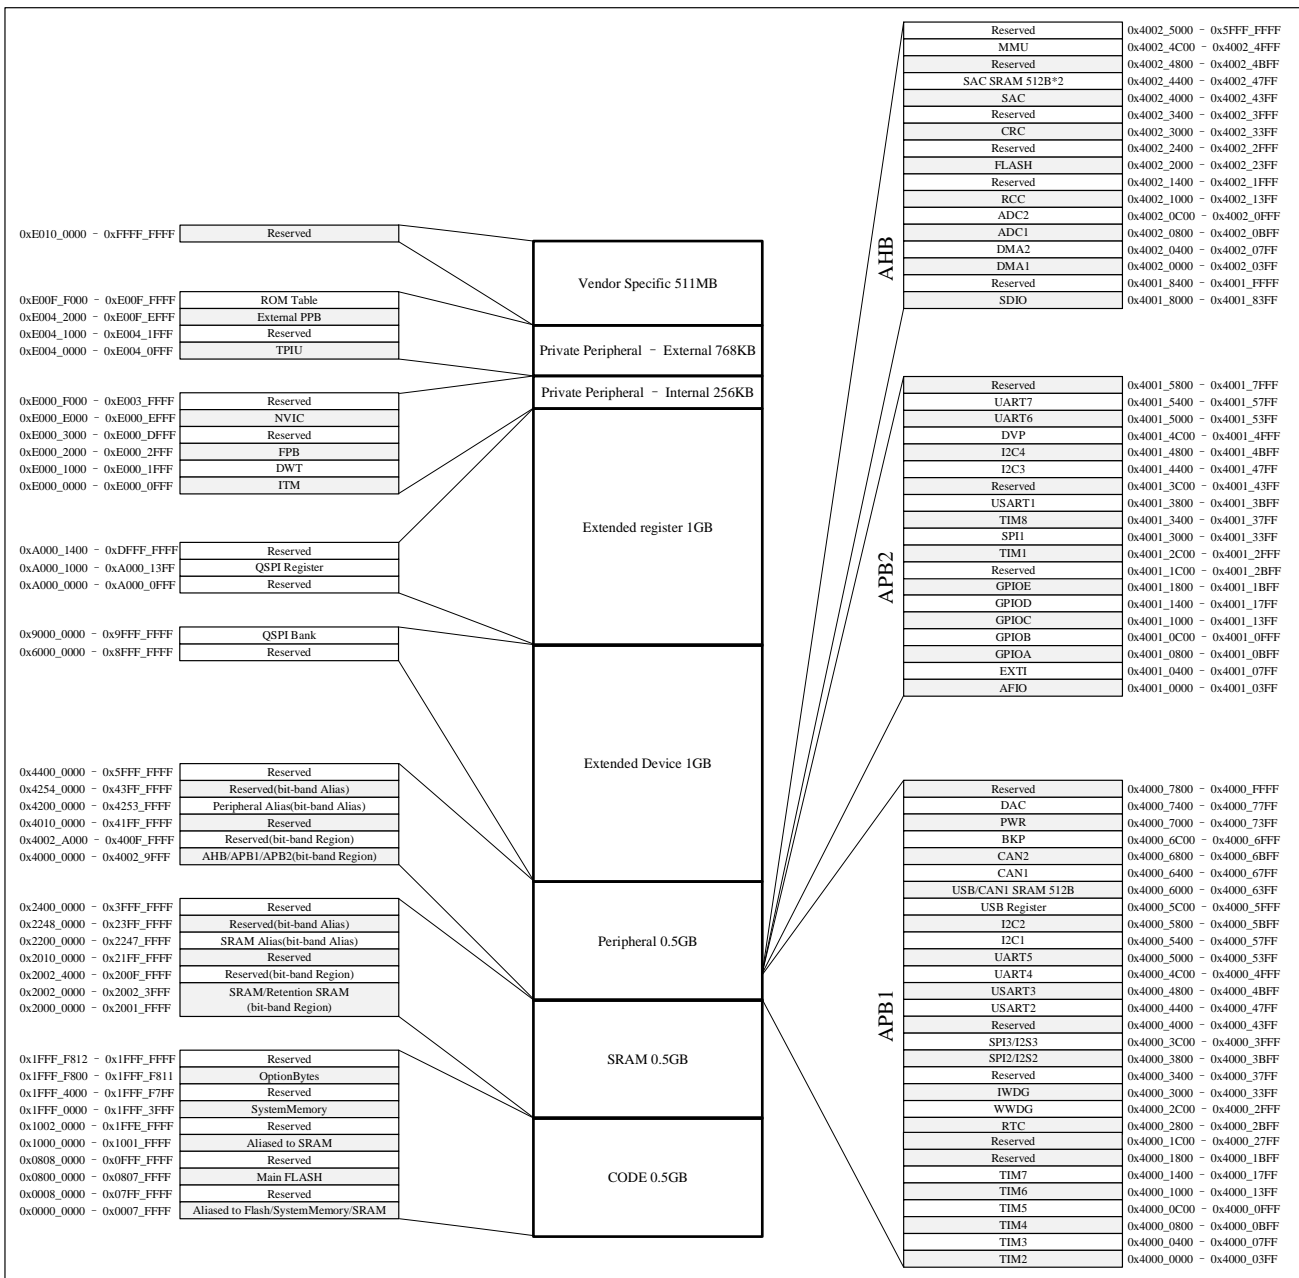 0xE010_0000 - 0xFFFF_FFFF Reserved
0xE00F_F000 - 0xE00F_FFFF ROM Table
0xE004_2000 - 0xE00F_EFFF External PPB
0xE004_1000 - 0xE004_1FFF Reserved
0xE004_0000 - 0xE004_0FFF TPIU
0xE000_F000 - 0xE003_FFFF Reserved
0xE000_E000 - 0xE000_EFFF NVIC
0xE000_3000 - 0xE000_DFFF Reserved
0xE000_2000 - 0xE000_2FFF FPB
0xE000_1000 - 0xE000_1FFF DWT
0xE000_0000 - 0xE000_0FFF ITM
0xA000_1400 - 0xDFFF_FFFF Reserved
0xA000_1000 - 0xA000_13FF QSPI Register
0xA000_0000 - 0xA000_0FFF Reserved
0x9000_0000 - 0x9FFF_FFFF QSPI Bank
0x6000_0000 - 0x8FFF_FFFF Reserved
0x4400_0000 - 0x5FFF_FFFF Reserved
0x4254_0000 - 0x43FF_FFFF Reserved(bit-band Alias)
0x4200_0000 - 0x4253_FFFF Peripheral Alias(bit-band Alias)
0x4010_0000 - 0x41FF_FFFF Reserved
0x4002_A000 - 0x400F_FFFF Reserved(bit-band Region)
0x4000_0000 - 0x4002_9FFF AHB/APB1/APB2(bit-band Region)
0x2400_0000 - 0x3FFF_FFFF Reserved
0x2248_0000 - 0x23FF_FFFF Reserved(bit-band Alias)
0x2200_0000 - 0x2247_FFFF SRAM Alias(bit-band Alias)
0x2010_0000 - 0x21FF_FFFF Reserved
0x2002_4000 - 0x200F_FFFF Reserved(bit-band Region)
0x2002_0000 - 0x2002_3FFF SRAM/Retention SRAM
0x2000_0000 - 0x2001_FFFF (bit-band Region)
0x1FFF_F812 - 0x1FFF_FFFF Reserved
0x1FFF_F800 - 0x1FFF_F811 OptionBytes
0x1FFF_4000 - 0x1FFF_F7FF Reserved
0x1FFF_0000 - 0x1FFF_3FFF SystemMemory
0x1002_0000 - 0x1FFE_FFFF Reserved
0x1000_0000 - 0x1001_FFFF Aliased to SRAM
0x0808_0000 - 0x0FFF_FFFF Reserved
0x0800_0000 - 0x0807_FFFF Main FLASH
0x0008_0000 - 0x07FF_FFFF Reserved
0x0000_0000 - 0x0007_FFFF Aliased to Flash/SystemMemory/SRAM
Vendor Specific 511MB
Private Peripheral - External 768KB
Private Peripheral - Internal 256KB
Extended register 1GB
Extended Device 1GB
Peripheral 0.5GB
SRAM 0.5GB
CODE 0.5GB
AHB
Reserved 0x4002_5000 - 0x5FFF_FFFF
MMU 0x4002_4C00 - 0x4002_4FFF
Reserved 0x4002_4800 - 0x4002_4BFF
SAC SRAM 512B*2 0x4002_4400 - 0x4002_47FF
SAC 0x4002_4000 - 0x4002_43FF
Reserved 0x4002_3400 - 0x4002_3FFF
CRC 0x4002_3000 - 0x4002_33FF
Reserved 0x4002_2400 - 0x4002_2FFF
FLASH 0x4002_2000 - 0x4002_23FF
Reserved 0x4002_1400 - 0x4002_1FFF
RCC 0x4002_1000 - 0x4002_13FF
ADC2 0x4002_0C00 - 0x4002_0FFF
ADC1 0x4002_0800 - 0x4002_0BFF
DMA2 0x4002_0400 - 0x4002_07FF
DMA1 0x4002_0000 - 0x4002_03FF
Reserved 0x4001_8400 - 0x4001_FFFF
SDIO 0x4001_8000 - 0x4001_83FF
APB2
Reserved 0x4001_5800 - 0x4001_7FFF
UART7 0x4001_5400 - 0x4001_57FF
UART6 0x4001_5000 - 0x4001_53FF
DVP 0x4001_4C00 - 0x4001_4FFF
I2C4 0x4001_4800 - 0x4001_4BFF
I2C3 0x4001_4400 - 0x4001_47FF
Reserved 0x4001_3C00 - 0x4001_43FF
USART1 0x4001_3800 - 0x4001_3BFF
TIM8 0x4001_3400 - 0x4001_37FF
SPI1 0x4001_3000 - 0x4001_33FF
TIM1 0x4001_2C00 - 0x4001_2FFF
Reserved 0x4001_1C00 - 0x4001_2BFF
GPIOE 0x4001_1800 - 0x4001_1BFF
GPIOD 0x4001_1400 - 0x4001_17FF
GPIOC 0x4001_1000 - 0x4001_13FF
GPIOB 0x4001_0C00 - 0x4001_0FFF
GPIOA 0x4001_0800 - 0x4001_0BFF
EXTI 0x4001_0400 - 0x4001_07FF
AFIO 0x4001_0000 - 0x4001_03FF
APB1
Reserved 0x4000_7800 - 0x4000_FFFF
DAC 0x4000_7400 - 0x4000_77FF
PWR 0x4000_7000 - 0x4000_73FF
BKP 0x4000_6C00 - 0x4000_6FFF
CAN2 0x4000_6800 - 0x4000_6BFF
CAN1 0x4000_6400 - 0x4000_67FF
USB/CAN1 SRAM 512B 0x4000_6000 - 0x4000_63FF
USB Register 0x4000_5C00 - 0x4000_5FFF
I2C2 0x4000_5800 - 0x4000_5BFF
I2C1 0x4000_5400 - 0x4000_57FF
UART5 0x4000_5000 - 0x4000_53FF
UART4 0x4000_4C00 - 0x4000_4FFF
USART3 0x4000_4800 - 0x4000_4BFF
USART2 0x4000_4400 - 0x4000_47FF
Reserved 0x4000_4000 - 0x4000_43FF
SPI3/I2S3 0x4000_3C00 - 0x4000_3FFF
SPI2/I2S2 0x4000_3800 - 0x4000_3BFF
Reserved 0x4000_3400 - 0x4000_37FF
IWDG 0x4000_3000 - 0x4000_33FF
WWDG 0x4000_2C00 - 0x4000_2FFF
RTC 0x4000_2800 - 0x4000_2BFF
Reserved 0x4000_1C00 - 0x4000_27FF
Reserved 0x4000_1800 - 0x4000_1BFF
TIM7 0x4000_1400 - 0x4000_17FF
TIM6 0x4000_1000 - 0x4000_13FF
TIM5 0x4000_0C00 - 0x4000_0FFF
TIM4 0x4000_0800 - 0x4000_0BFF
TIM3 0x4000_0400 - 0x4000_07FF
TIM2 0x4000_0000 - 0x4000_03FF